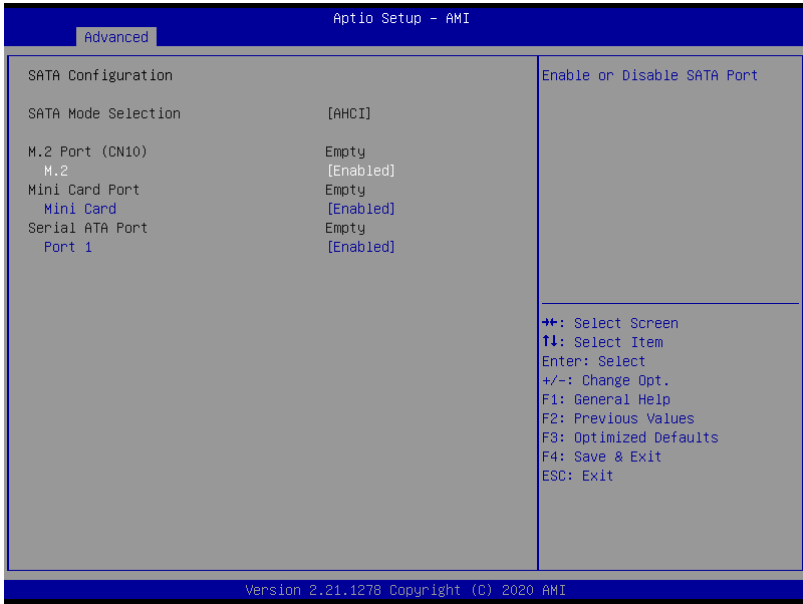 Aptio Setup – AMI
Advanced
SATA Configuration
SATA Mode Selection [AHCI]
M.2 Port (CN10) Empty
M.2 [Enabled]
Mini Card Port Empty
Mini Card [Enabled]
Serial ATA Port Empty
Port 1 [Enabled]
Enable or Disable SATA Port
→←: Select Screen
↑↓: Select Item
Enter: Select
+/-: Change Opt.
F1: General Help
F2: Previous Values
F3: Optimized Defaults
F4: Save & Exit
ESC: Exit
Version 2.21.1278 Copyright (C) 2020 AMI